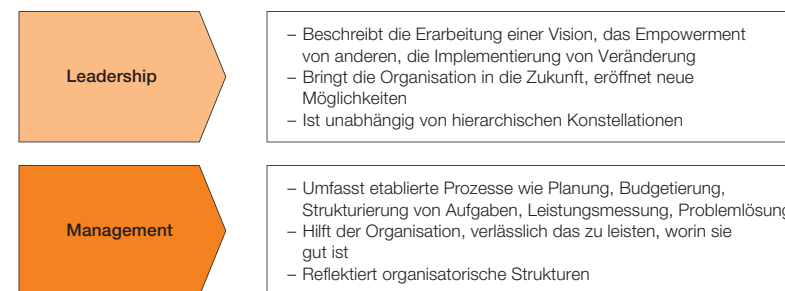 Leadership
– Beschreibt die Erarbeitung einer Vision, das Empowerment
von anderen, die Implementierung von Veränderung
– Bringt die Organisation in die Zukunft, eröffnet neue
Möglichkeiten
– Ist unabhängig von hierarchischen Konstellationen
Management
– Umfasst etablierte Prozesse wie Planung, Budgetierung,
Strukturierung von Aufgaben, Leistungsmessung, Problemlösung
– Hilft der Organisation, verlässlich das zu leisten, worin sie
gut ist
– Reflektiert organisatorische Strukturen